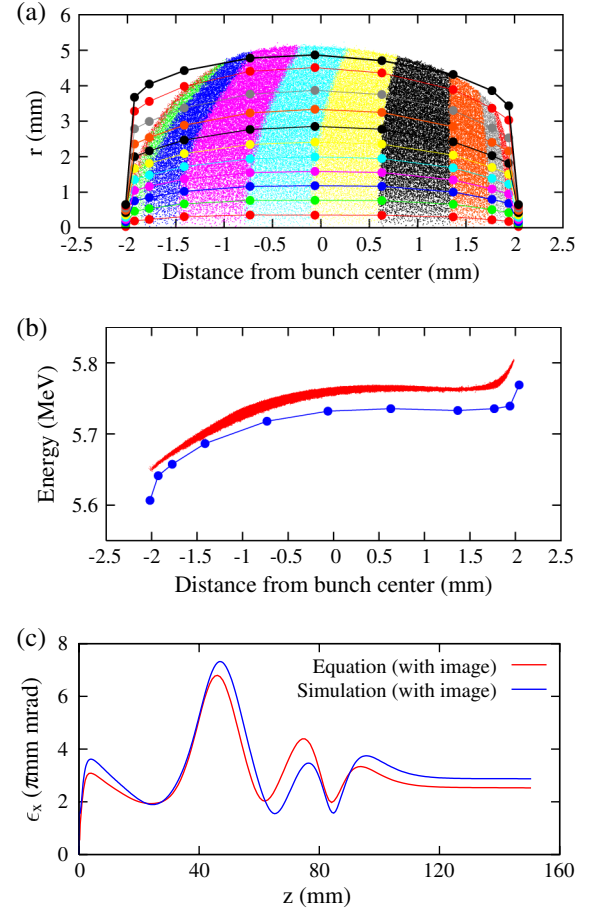 (a)
6
5
4
3
2
1
0
r (mm)
-2.5 -2 -1.5 -1 -0.5 0 0.5 1 1.5 2 2.5
Distance from bunch center (mm)
(b)
5.8
5.7
5.6
Energy (MeV)
-2.5 -2 -1.5 -1 -0.5 0 0.5 1 1.5 2 2.5
Distance from bunch center (mm)
(c)
8
6
4
2
0
ϵx (πmm mrad)
Equation (with image)
Simulation (with image)
0 40 80 120 160
z (mm)